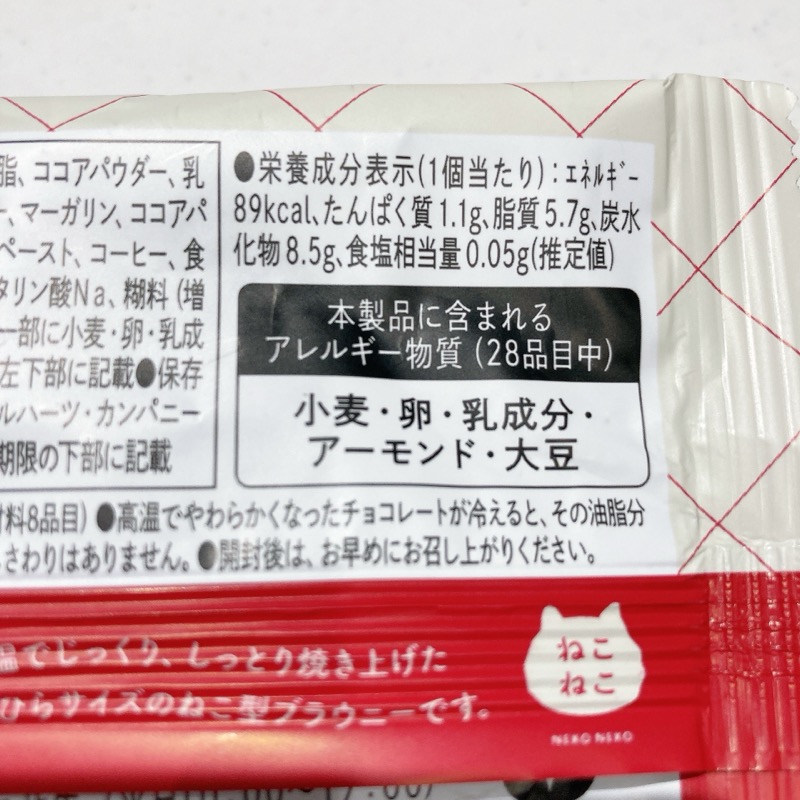 脂、ココアパウダー、乳
ー、マーガリン、ココアパ
ペースト、コーヒー、食
タリン酸Na、糊料(増
一部に小麦・卵・乳成
左下部に記載●保存
ルハーツ・カンパニー
期限の下部に記載
●栄養成分表示(1個当たり):エネルギー
89kcal、たんぱく質1.1g、脂質5.7g、炭水
化物8.5g、食塩相当量0.05g(推定値)
本製品に含まれる
アレルギー物質(28品目中)
小麦・卵・乳成分・
アーモンド・大豆
料8品目)●高温でやわらかくなったチョコレートが冷えると、その油脂分
さわりはありません。●開封後は、お早めにお召し上がりください。
温でじっくり、しっとり焼き上げた
ひらサイズのねこ型ブラウニーです。
ねこ
ねこ
NEKO NEKO